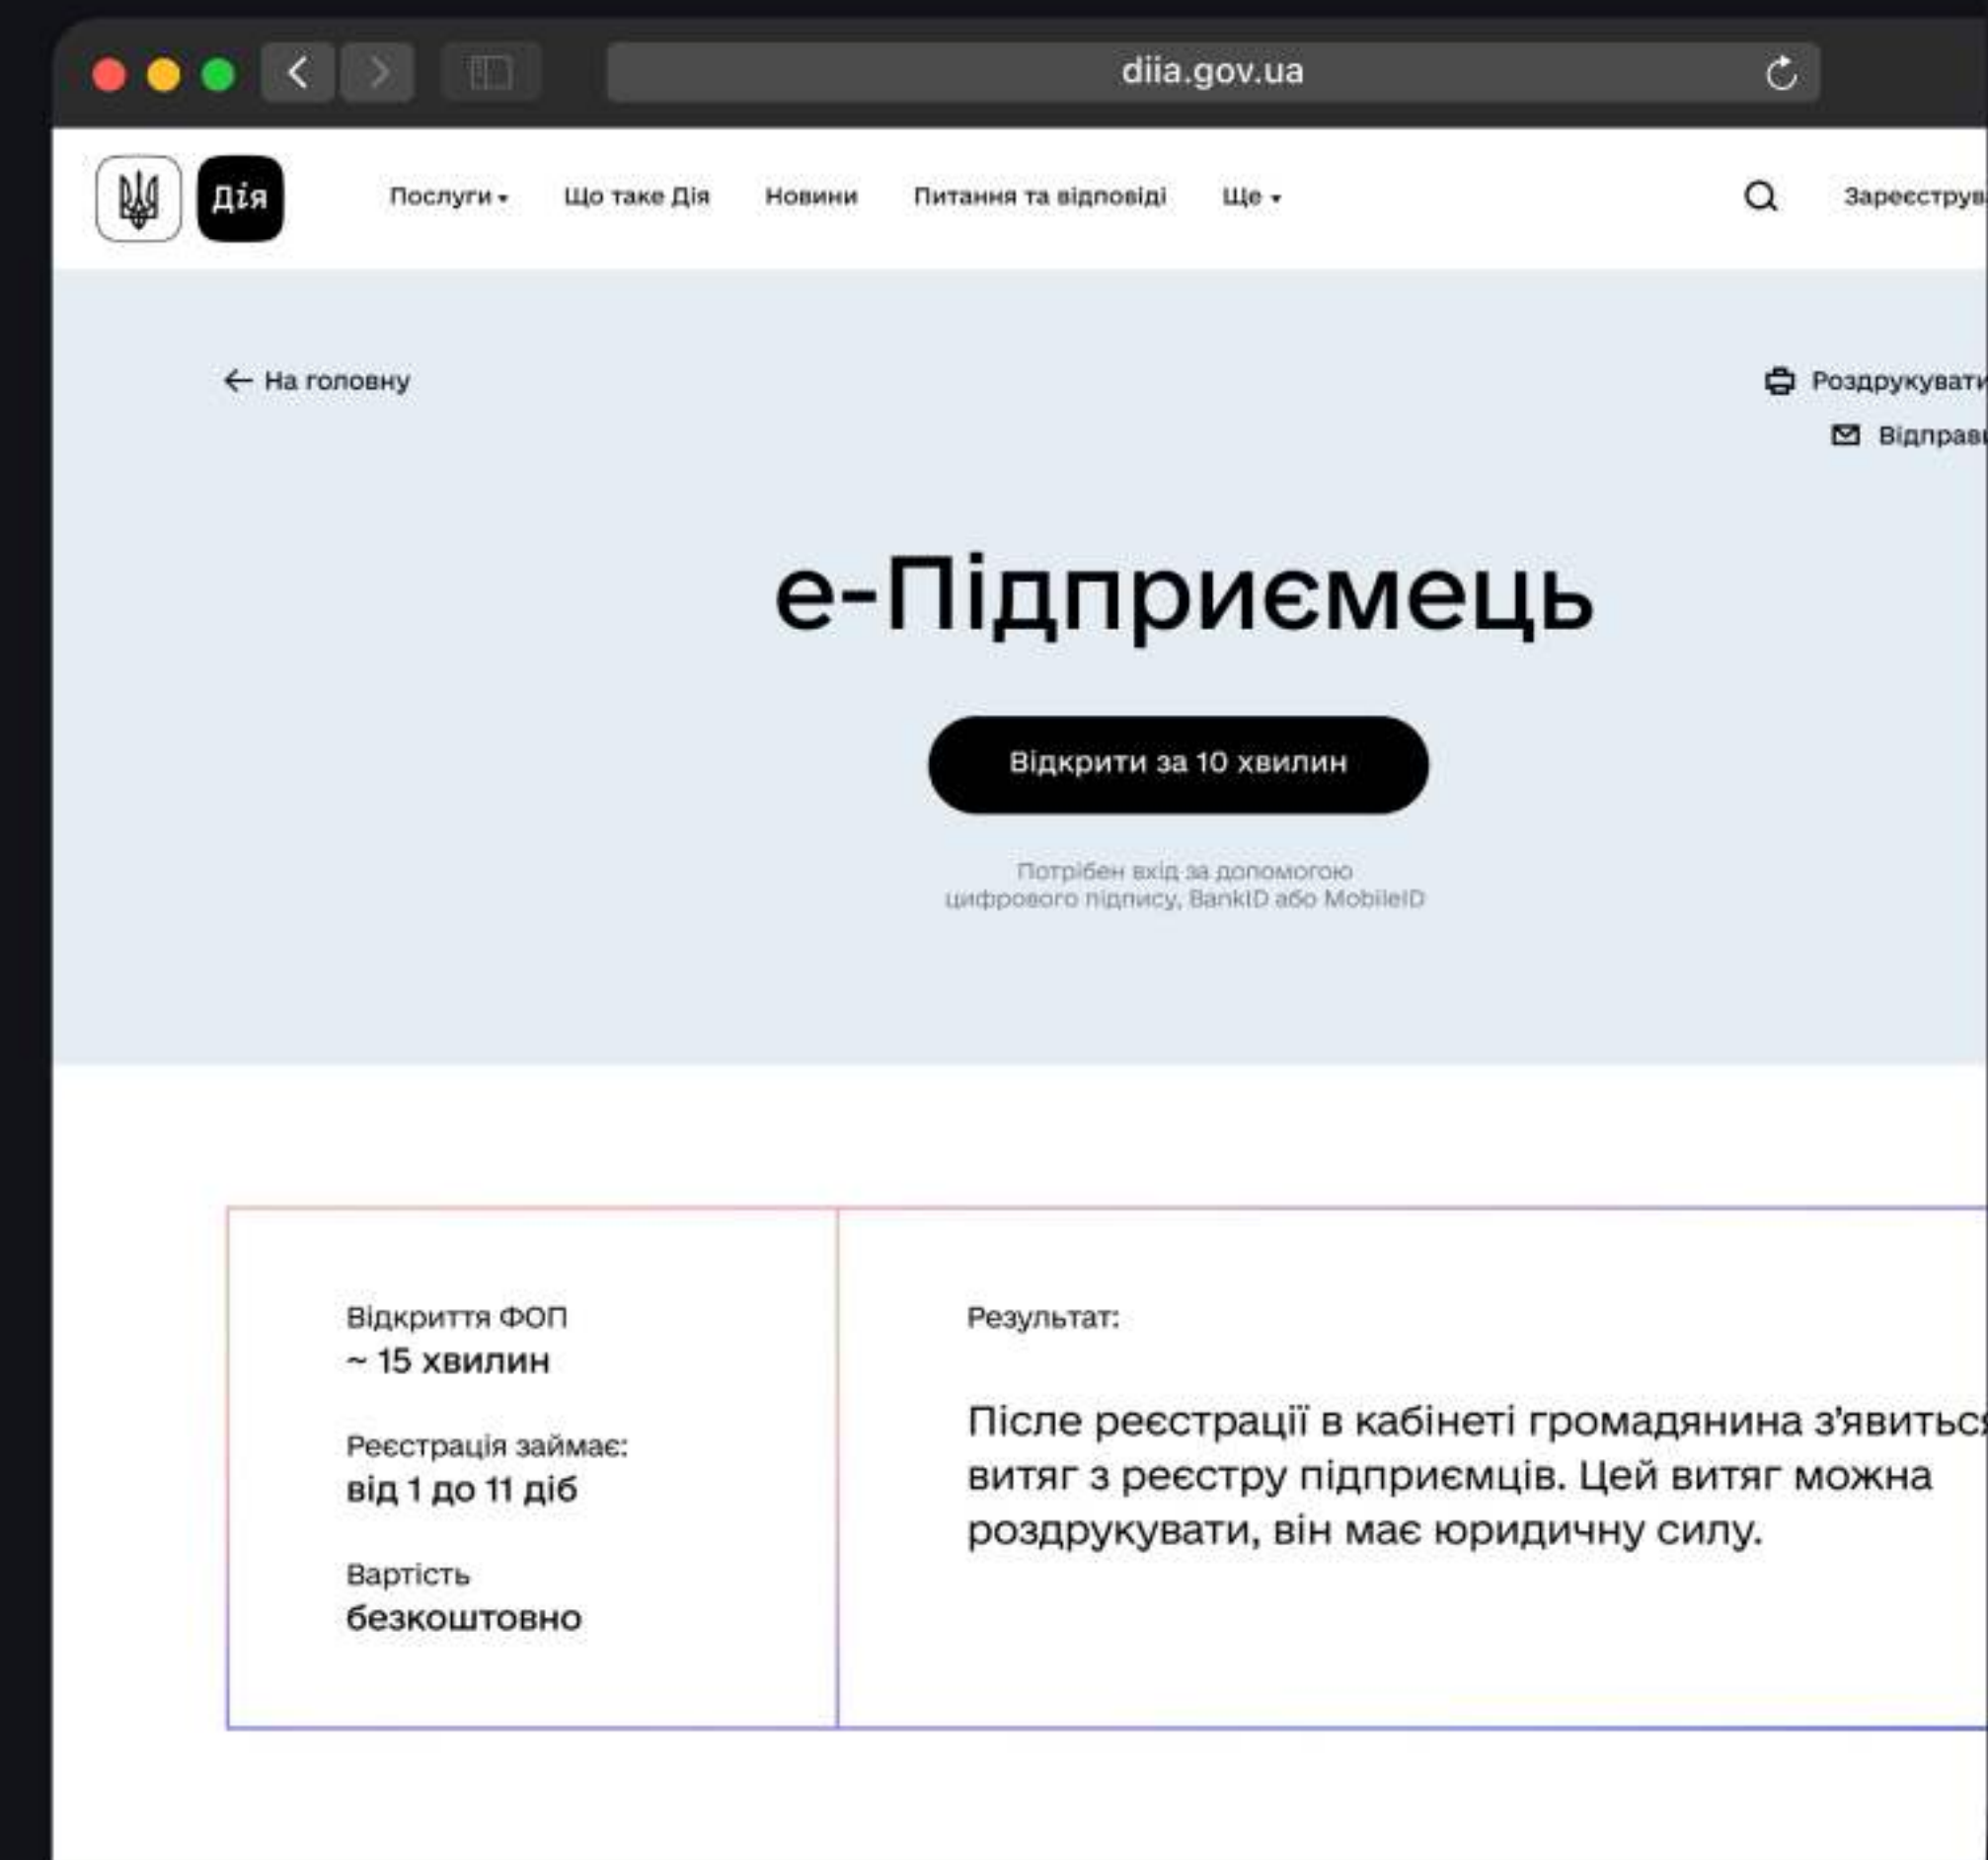 diia.gov.ua
Дія
Послуги Що таке Дія Новини Питання та відповіді Ще
← На головну
Роздрукувати
е-Підприємець
Відкрити за 10 хвилин
Потрібен вхід за допомогою
цифрового підпису, BankID або MobileID
Відкриття ФОП
~ 15 хвилин
Реєстрація займає:
від 1 до 11 діб
Вартість
безкоштовно
Результат:
Після реєстрації в кабінеті громадянина з'явиться
витяг з реєстру підприємців. Цей витяг можна
роздрукувати, він має юридичну силу.